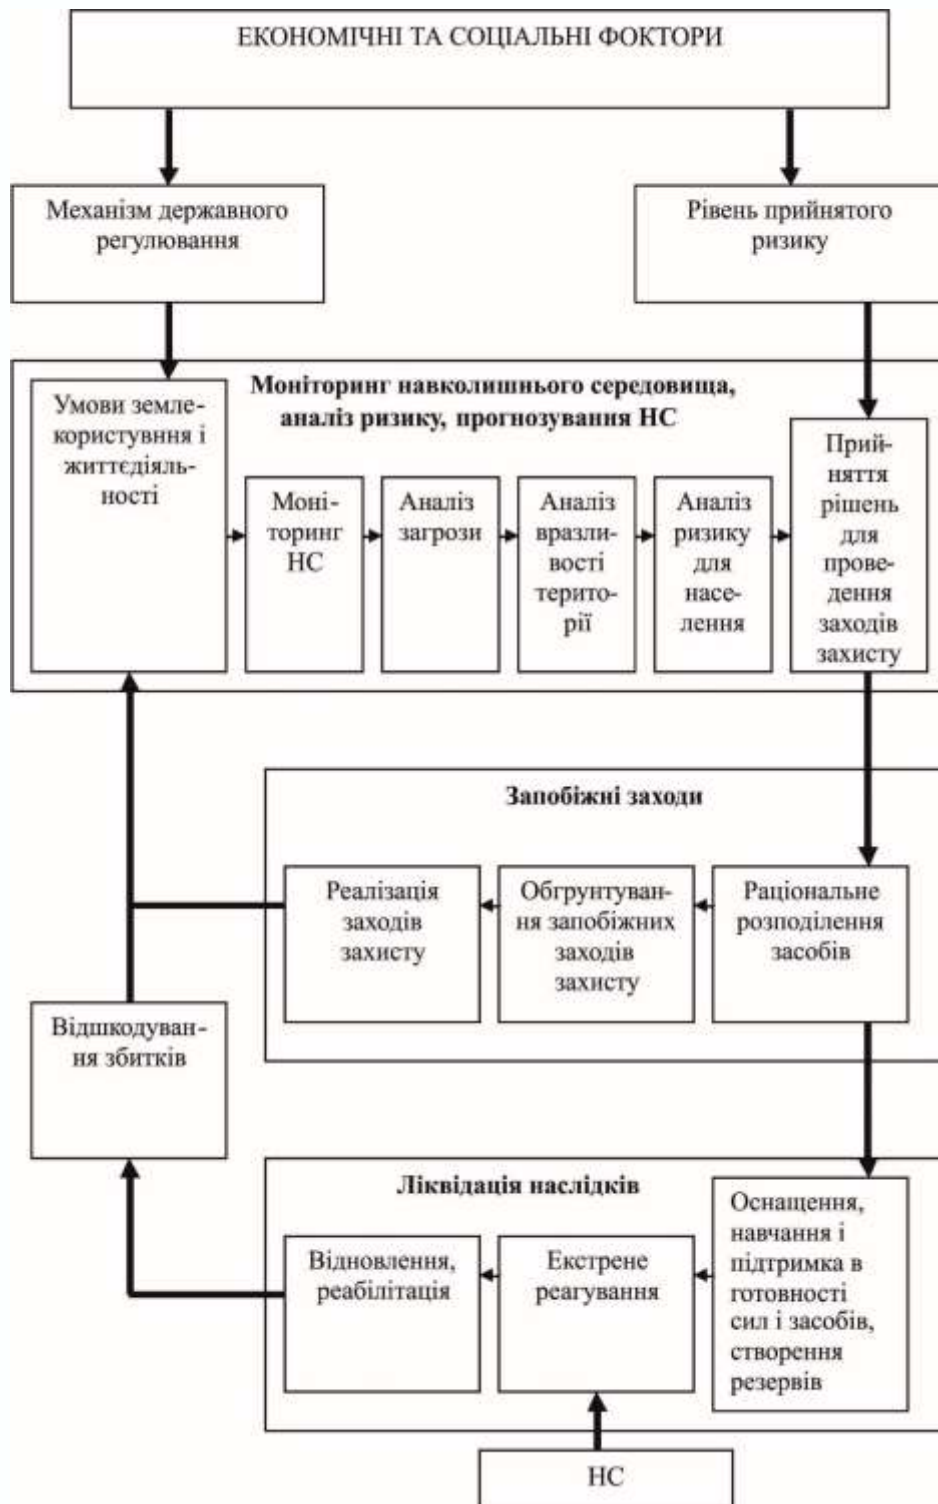 ЕКОНОМІЧНІ ТА СОЦІАЛЬНІ ФОКТОРИ
Механізм державного
регулювання
Рівень прийнятого
ризику
Моніторинг навколишнього середовища,
аналіз ризику, прогнозування НС
Умови земле-
користувння і
життєдіяль-
ності
Моні-
торинг
НС
Аналіз
загрози
Аналіз
вразли-
вості
терито-
рії
Аналіз
ризику
для
насе-
лення
Прий-
няття
рішень
для
прове-
дення
заходів
захисту
Запобіжні заходи
Реалізація
заходів
захисту
Обгрунтуван-
ня запобіжних
заходів
захисту
Раціональне
розподілення
засобів
Відшкодуван-
ня збитків
Ліквідація наслідків
Відновлення,
реабілітація
Екстрене
реагування
Оснащення,
навчання і
підтримка в
готовності
сил і засобів,
створення
резервів
НС